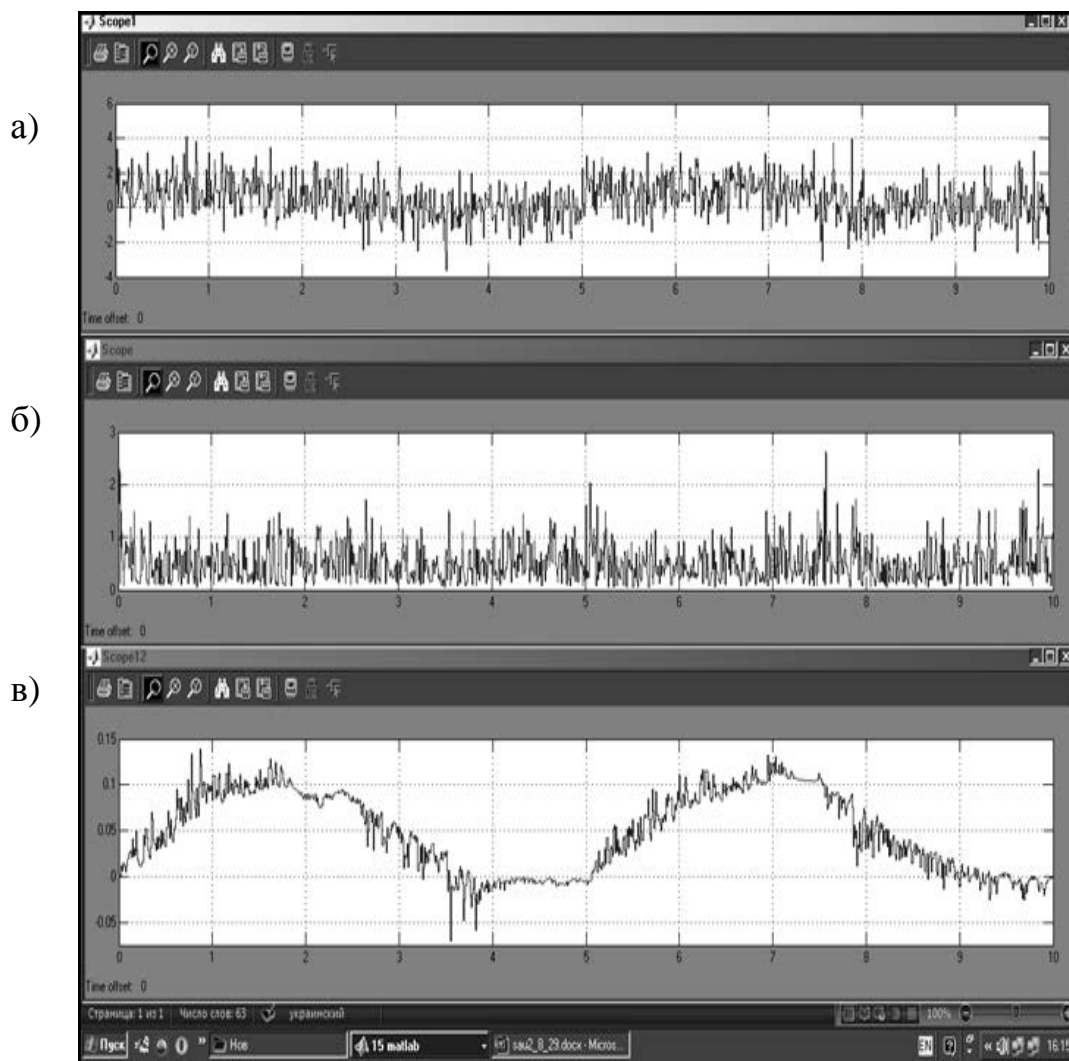 Scope1
а)
6
4
2
0
-2
-4
0 1 2 3 4 5 6 7 8 9 10
Time offset: 0
Scope
б)
3
2
1
0
0 1 2 3 4 5 6 7 8 9 10
Time offset: 0
Scope12
в)
0.15
0.1
0.05
0
-0.05
0 1 2 3 4 5 6 7 8 9 10
Time offset: 0
Страница: 1 из 1 Число слов: 63 украинский 100%
Пуск » Нов 15 matlab sau2_8_29.docx - Micros... EN « 16:15